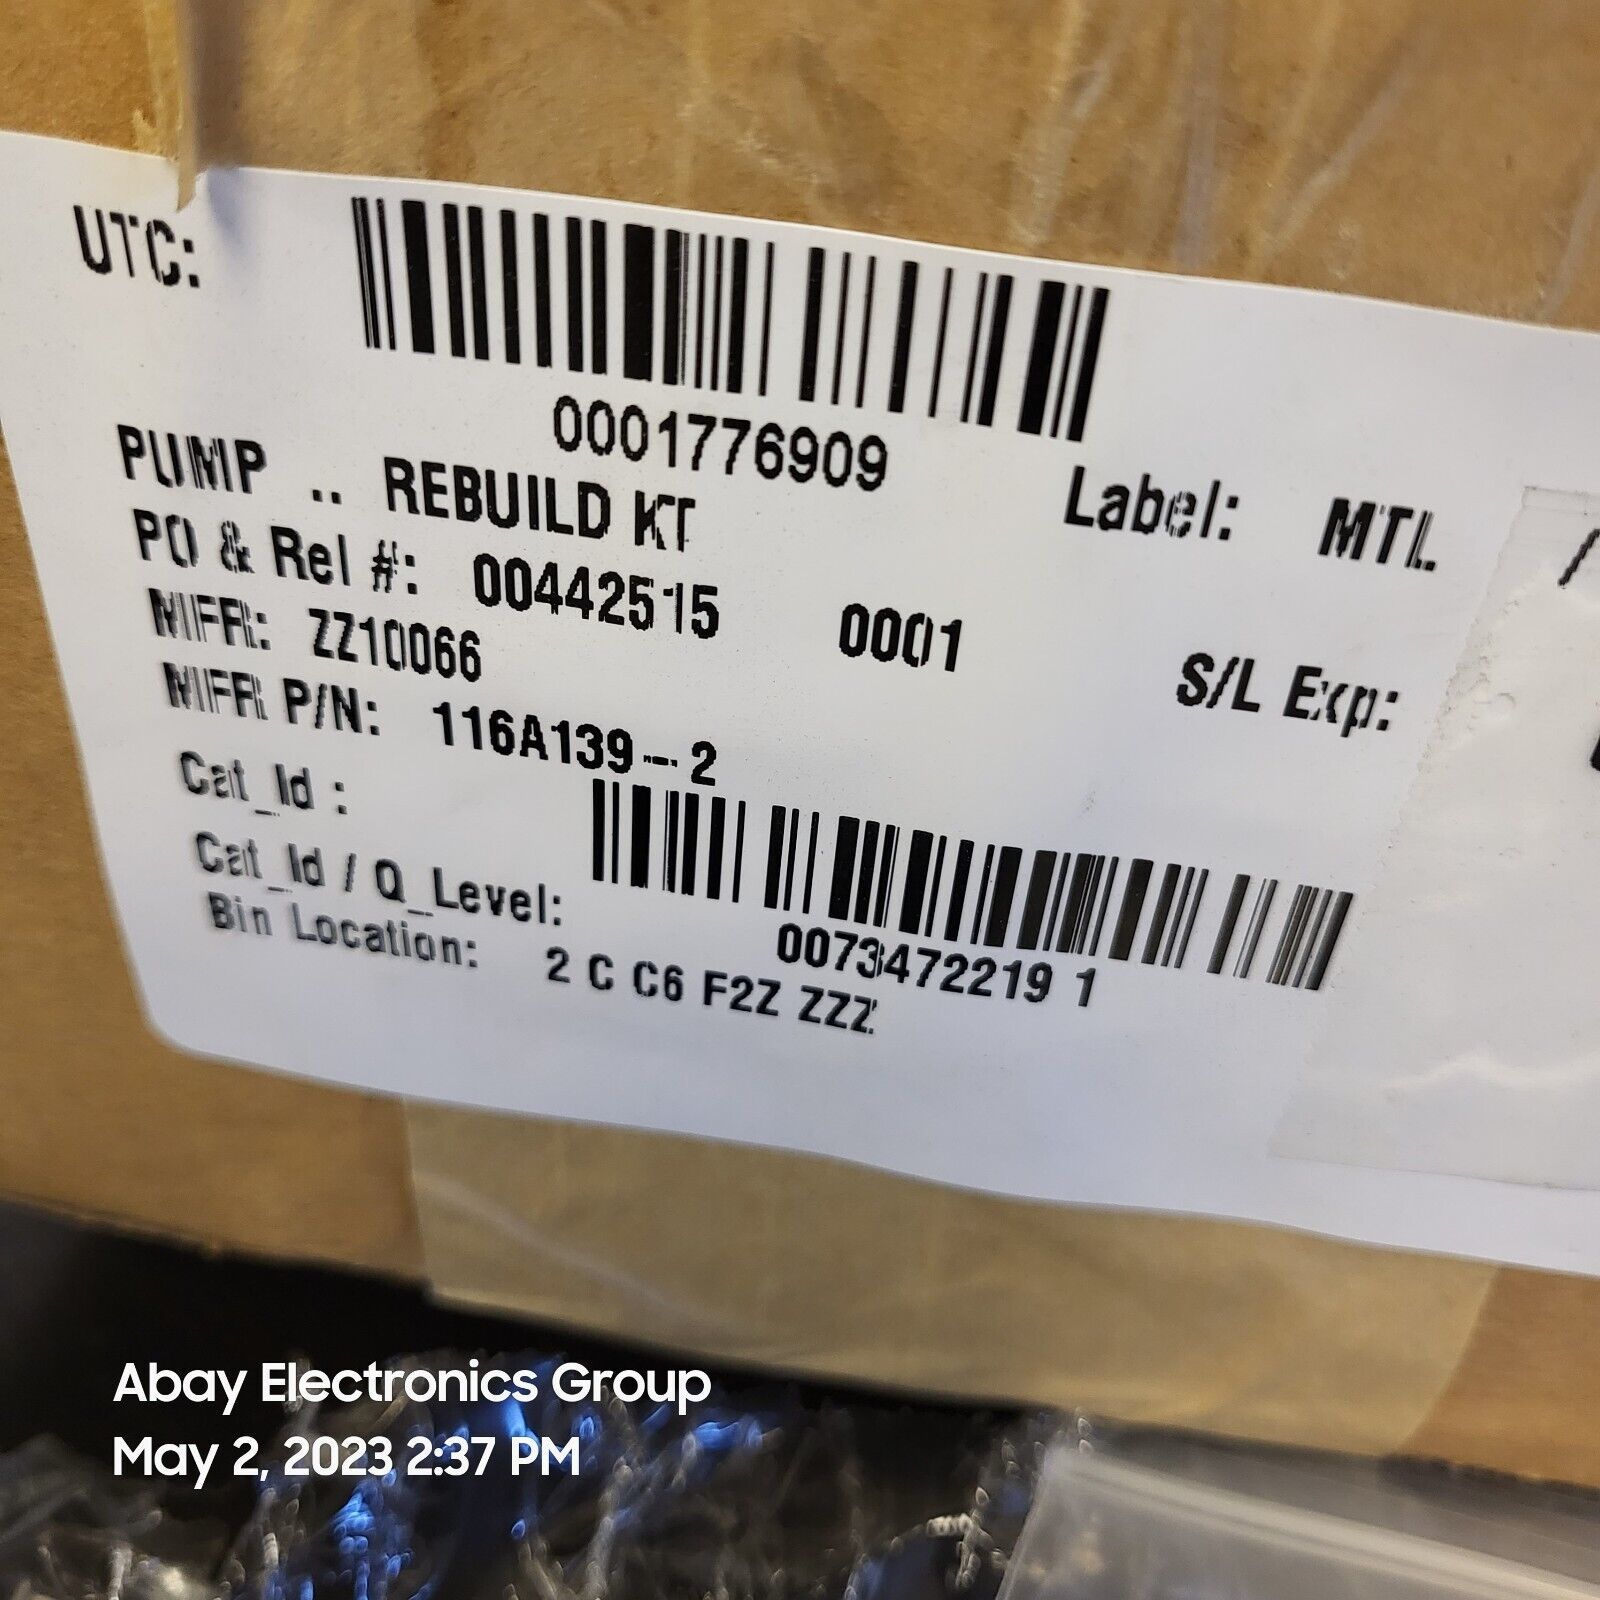 UTC:
0001776909
PUMP .. REBUILD KT
Label: MTL /
PO & Rel #: 00442515 0001
MFR: ZZ10066
S/L Exp:
MFR P/N: 116A139-2
Cat_Id :
Cat_Id / Q_Level:
0073472219 1
Bin Location: 2 C C6 F2Z ZZZ
Abay Electronics Group
May 2, 2023 2:37 PM